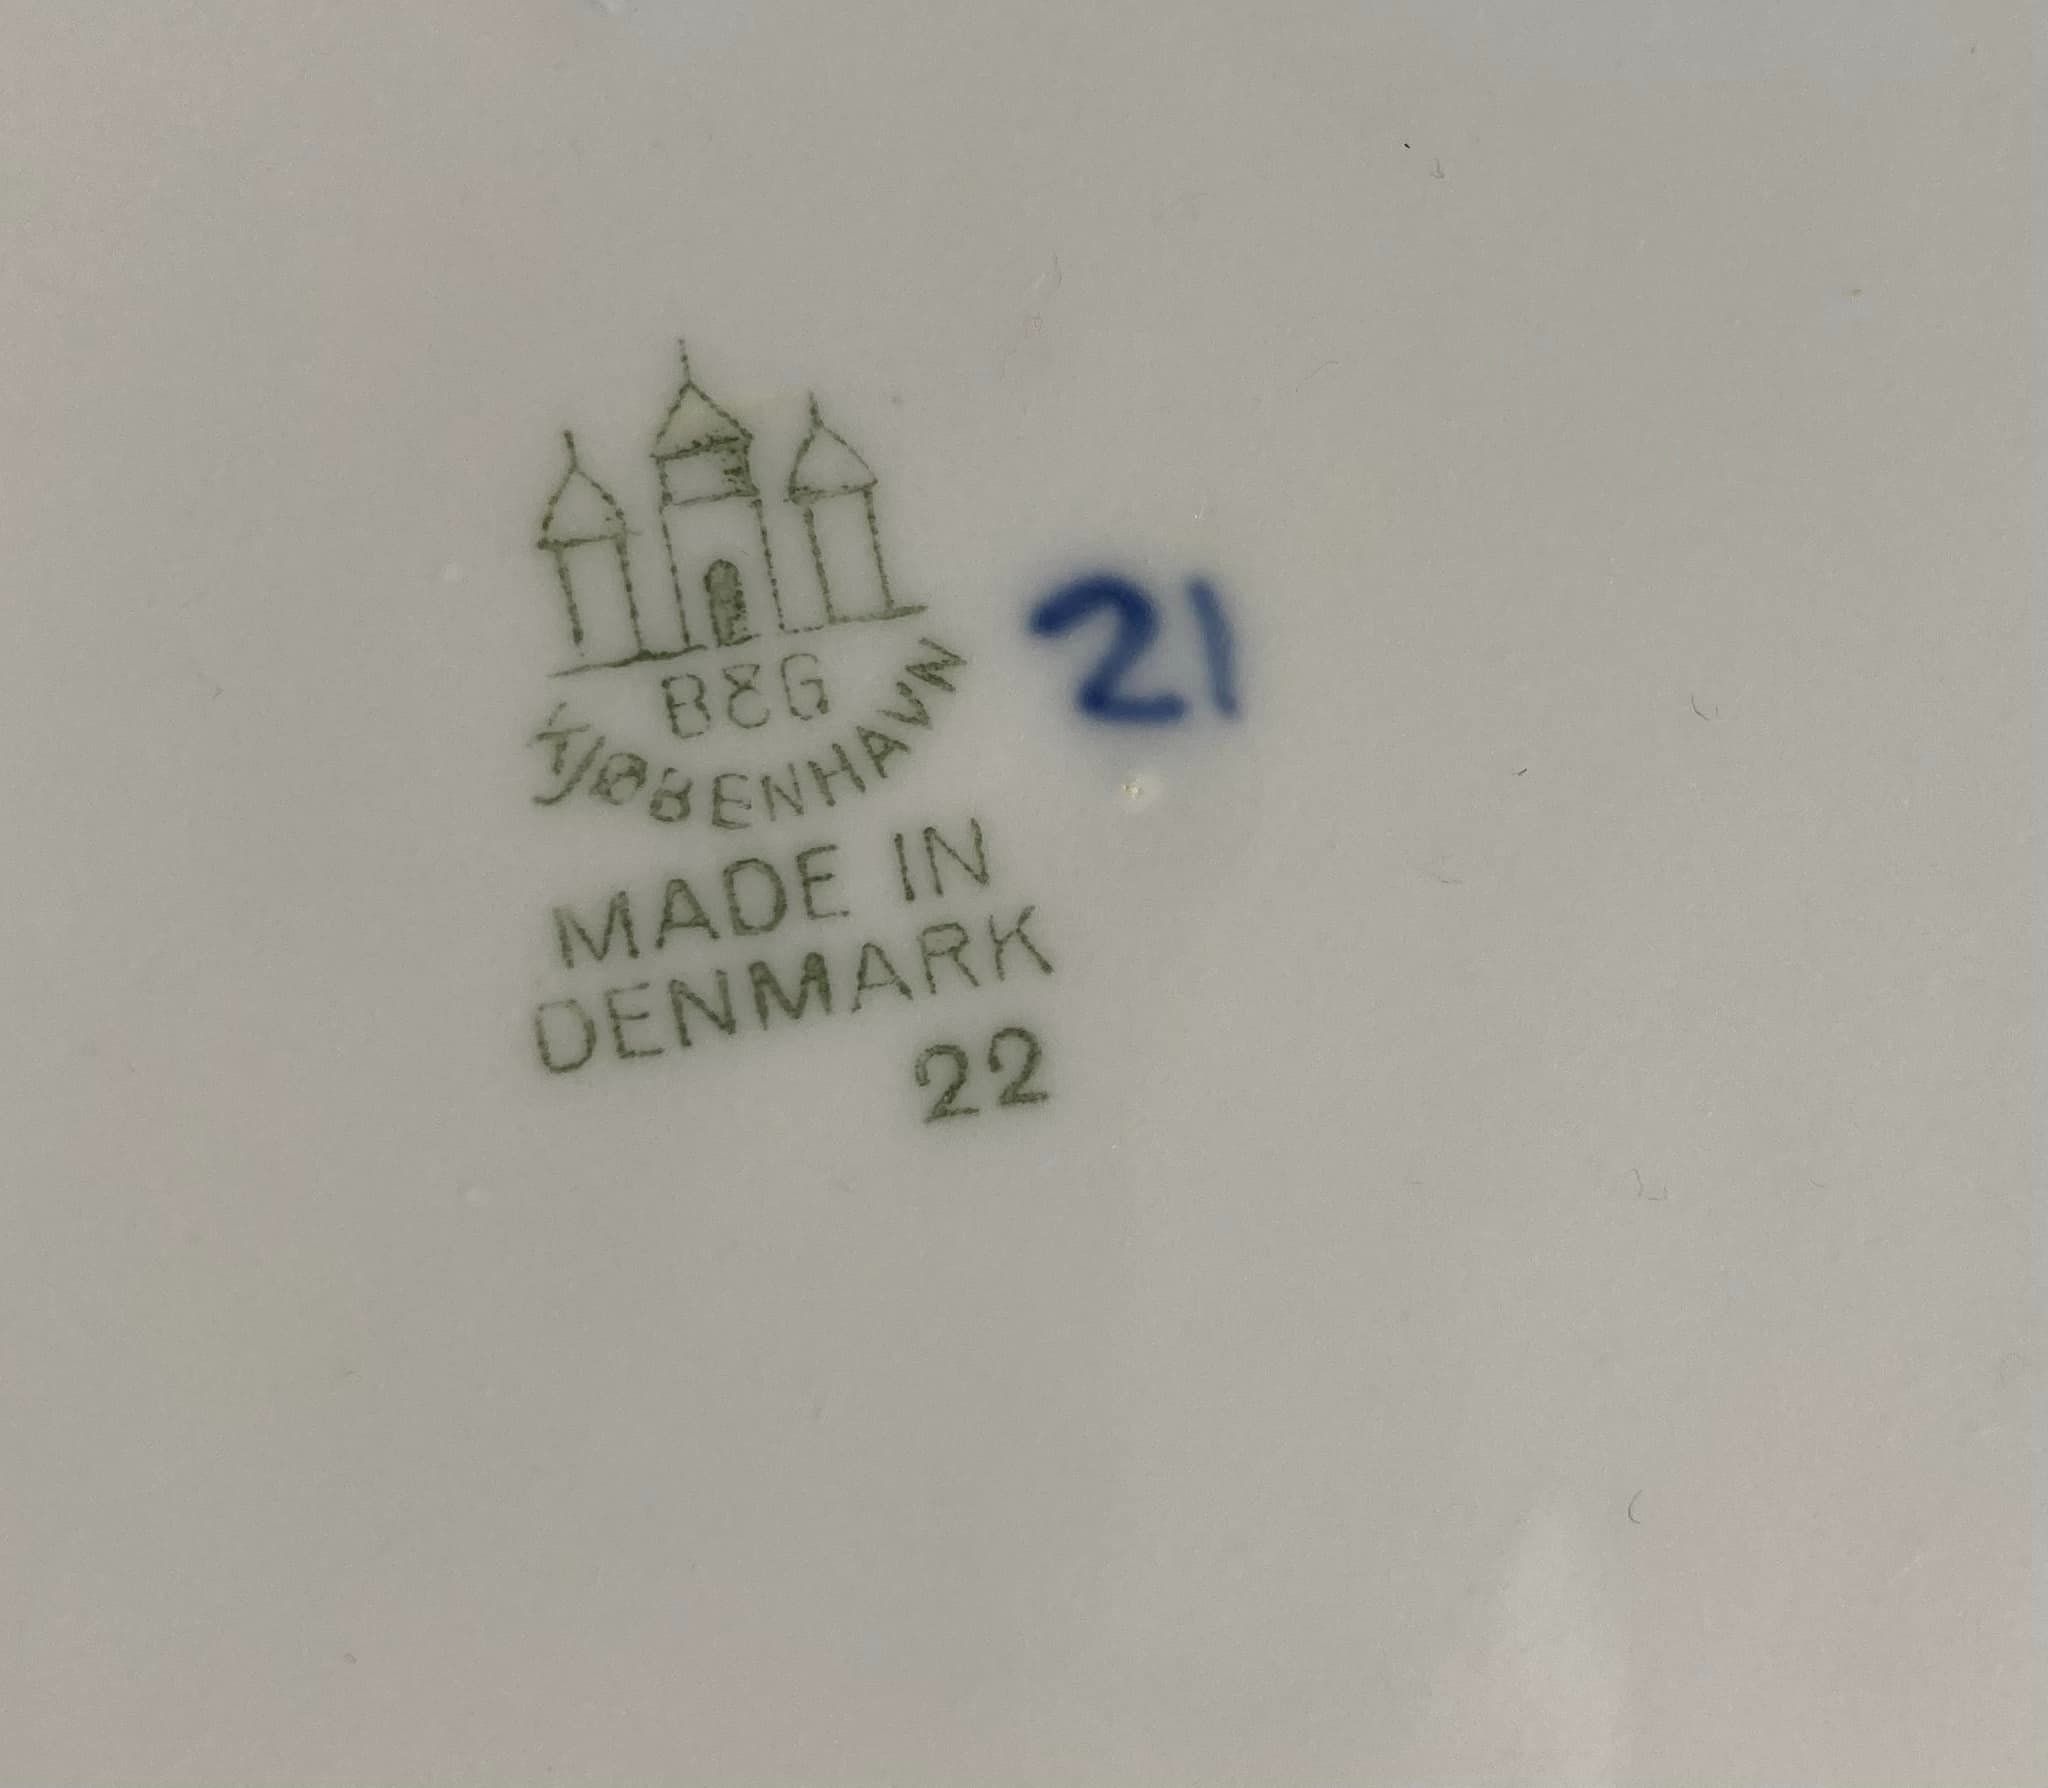 B&G
KJØBENHAVN
21
MADE IN
DENMARK
22